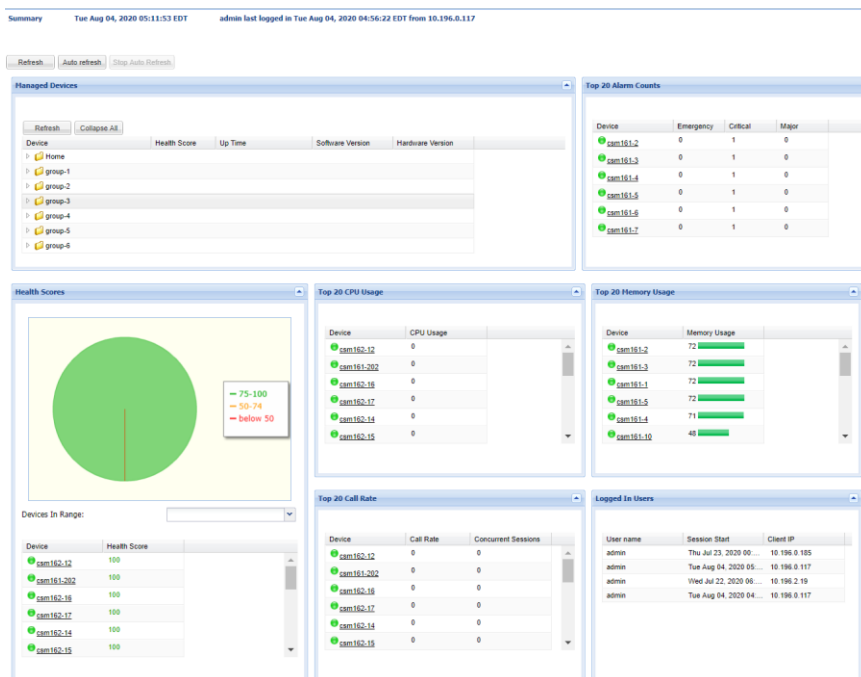 Summary Tue Aug 04, 2020 05:11:53 EDT admin last logged in Tue Aug 04, 2020 04:56:22 EDT from 10.196.0.117
Refresh Auto refresh Stop Auto Refresh
Managed Devices
Refresh Collapse All
Device Health Score Up Time Software Version Hardware Version
Home
group-1
group-2
group-3
group-4
group-5
group-6
Top 20 Alarm Counts
Device Emergency Critical Major
csm161-2 0 1 0
csm161-3 0 1 0
csm161-4 0 1 0
csm161-5 0 1 0
csm161-6 0 1 0
csm161-7 0 1 0
Health Scores
75-100
50-74
below 50
Devices In Range:
Device Health Score
csm162-12 100
csm161-202 100
csm162-16 100
csm162-17 100
csm162-14 100
csm162-15 100
Top 20 CPU Usage
Device CPU Usage
csm162-12 0
csm161-202 0
csm162-16 0
csm162-17 0
csm162-14 0
csm162-15 0
Top 20 Memory Usage
Device Memory Usage
csm161-2 72
csm161-3 72
csm161-1 72
csm161-5 72
csm161-4 71
csm161-10 48
Top 20 Call Rate
Device Call Rate Concurrent Sessions
csm162-12 0 0
csm161-202 0 0
csm162-16 0 0
csm162-17 0 0
csm162-14 0 0
csm162-15 0 0
Logged In Users
User name Session Start Client IP
admin Thu Jul 23, 2020 00:... 10.196.0.185
admin Tue Aug 04, 2020 05:... 10.196.0.117
admin Wed Jul 22, 2020 06:... 10.196.2.19
admin Tue Aug 04, 2020 04:... 10.196.0.117